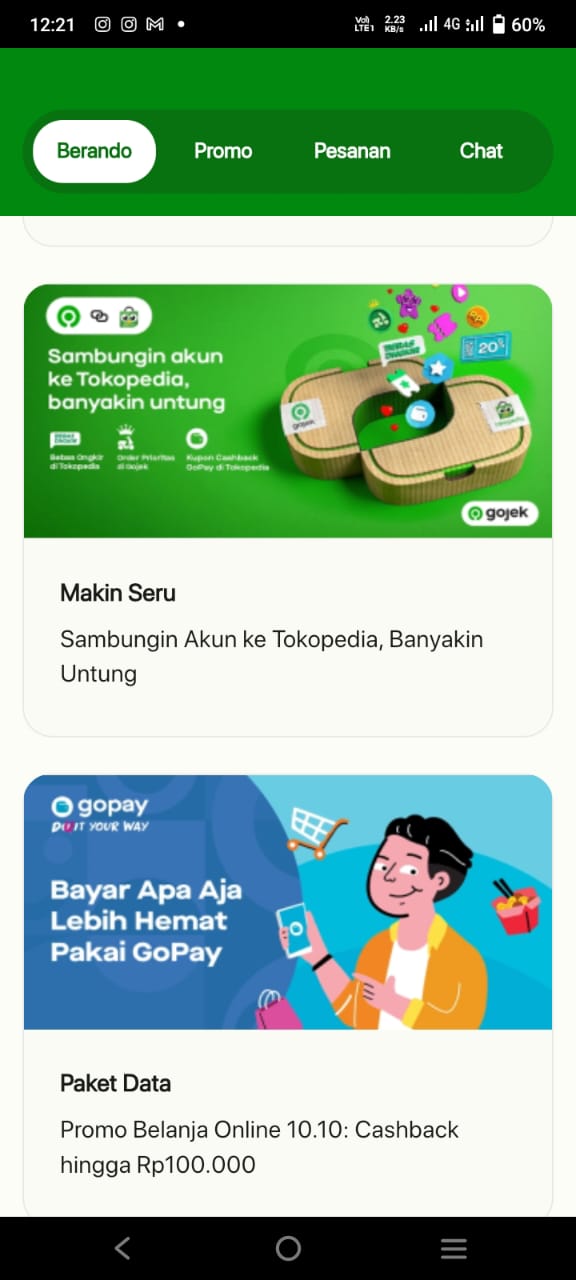 12:21
Vo) 2.23 4G 60%
LTE1 KB/s
Berando Promo Pesanan Chat
Sambungin akun
ke Tokopedia,
banyakin untung
Bebas Ongkir Order Prioritas Kupon Cashback
di Tokopedia di Gojek GoPay di Tokopedia
20%
gojek
tokopedia
gojek
Makin Seru
Sambungin Akun ke Tokopedia, Banyakin
Untung
gopay
DO IT YOUR WAY
Bayar Apa Aja
Lebih Hemat
Pakai GoPay
Paket Data
Promo Belanja Online 10.10: Cashback
hingga Rp100.000